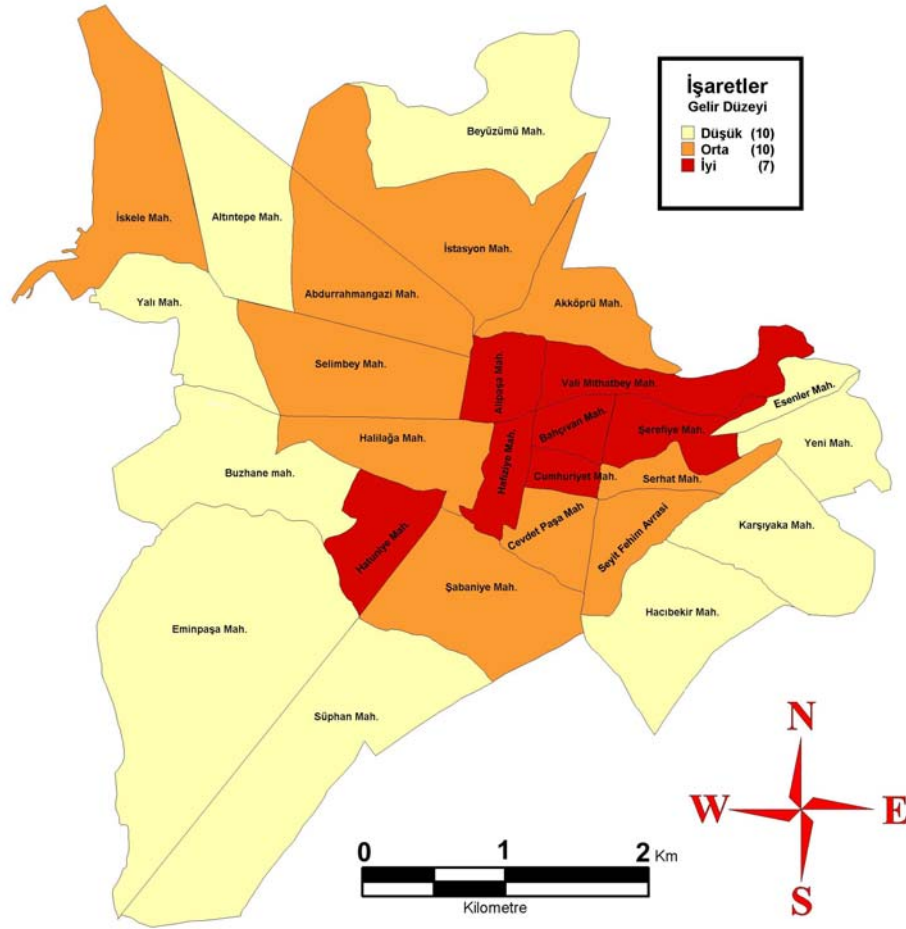 İşaretler
Gelir Düzeyi
Düşük (10)
Orta (10)
İyi (7)
Beyüzümü Mah.
İskele Mah.
Altıntepe Mah.
İstasyon Mah.
Abdurrahmangazi Mah.
Yalı Mah.
Akköprü Mah.
Selimbey Mah.
Alipaşa Mah.
Vali Mithatbey Mah.
Esenler Mah.
Bahçıvan Mah.
Şerefiye Mah.
Halilağa Mah.
Yeni Mah.
Hafiziye Mah.
Buzhane mah.
Cumhuriyet Mah.
Serhat Mah.
Cevdet Paşa Mah
Karşıyaka Mah.
Hatuniye Mah.
Seyit Fehim Avrasi
Şabaniye Mah.
Hacıbekir Mah.
Eminpaşa Mah.
Süphan Mah.
N
W E
S
0 1 2 Km
Kilometre